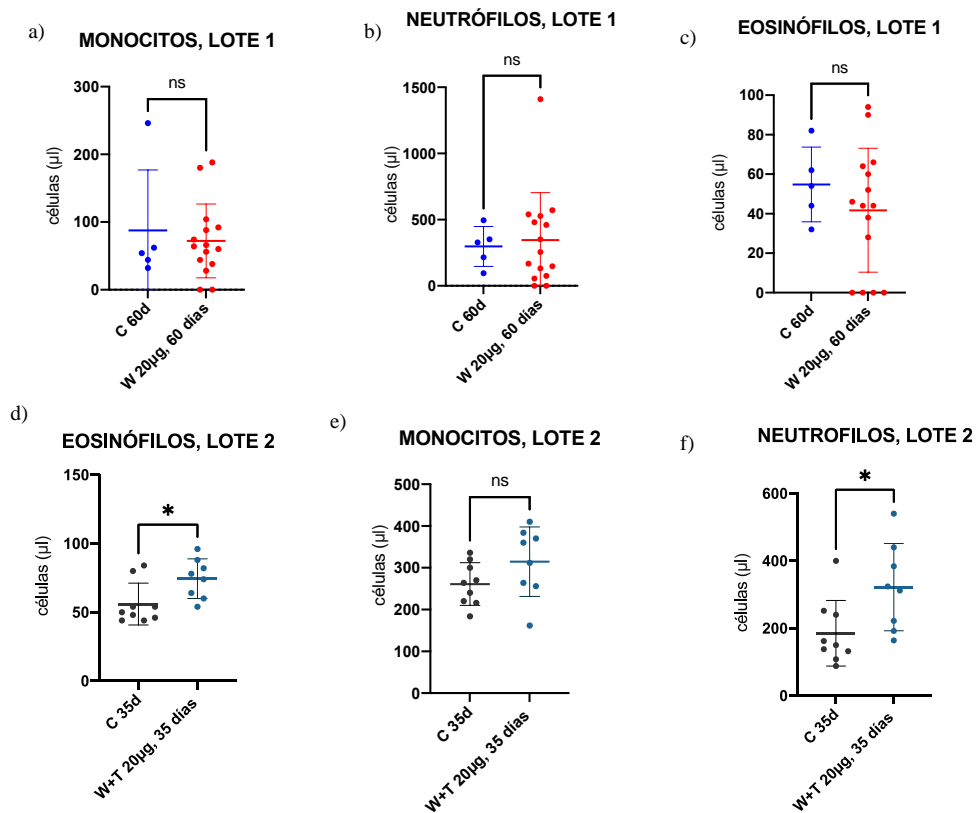 a)
MONOCITOS, LOTE 1
ns
300
200
100
0
células (µl)
C 60d
W 20µg, 60 días
b)
NEUTRÓFILOS, LOTE 1
ns
1500
1000
500
0
células (µl)
C 60d
W 20µg, 60 días
c)
EOSINÓFILOS, LOTE 1
ns
100
80
60
40
20
0
células (µl)
C 60d
W 20µg, 60 días
d)
EOSINÓFILOS, LOTE 2
*
150
100
50
0
células (µl)
C 35d
W+T 20µg, 35 días
e)
MONOCITOS, LOTE 2
ns
500
400
300
200
100
0
células (µl)
C 35d
W+T 20µg, 35 días
f)
NEUTROFILOS, LOTE 2
*
600
400
200
0
células (µl)
C 35d
W+T 20µg, 35 días